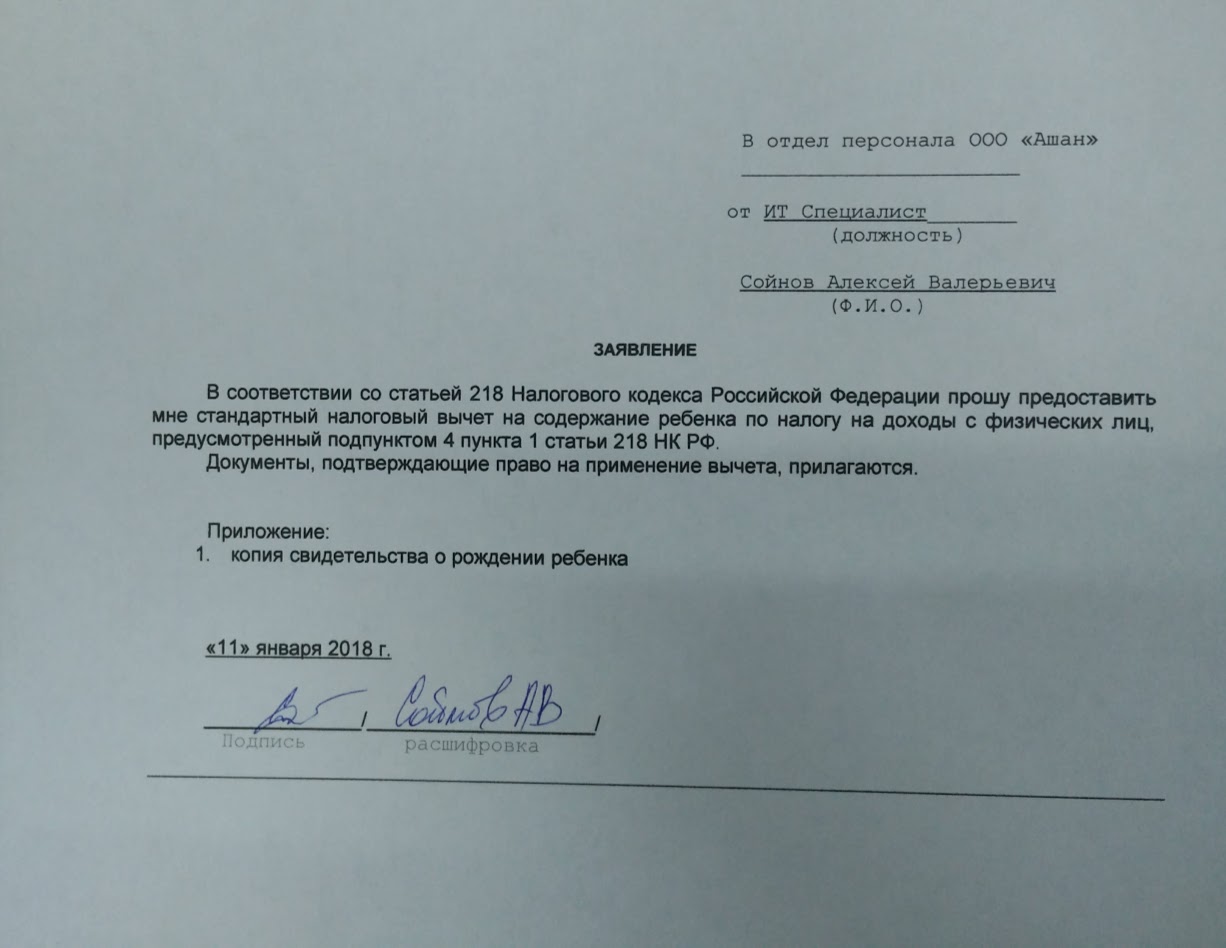 В отдел персонала ООО «Ашан»
от ИТ Специалист
(должность)
Сойнов Алексей Валерьевич
(Ф.И.О.)
ЗАЯВЛЕНИЕ
В соответствии со статьей 218 Налогового кодекса Российской Федерации прошу предоставить
мне стандартный налоговый вычет на содержание ребенка по налогу на доходы с физических лиц,
предусмотренный подпунктом 4 пункта 1 статьи 218 НК РФ.
Документы, подтверждающие право на применение вычета, прилагаются.
Приложение:
1. копия свидетельства о рождении ребенка
«11» января 2018 г.
/ Сойнов АВ /
Подпись расшифровка